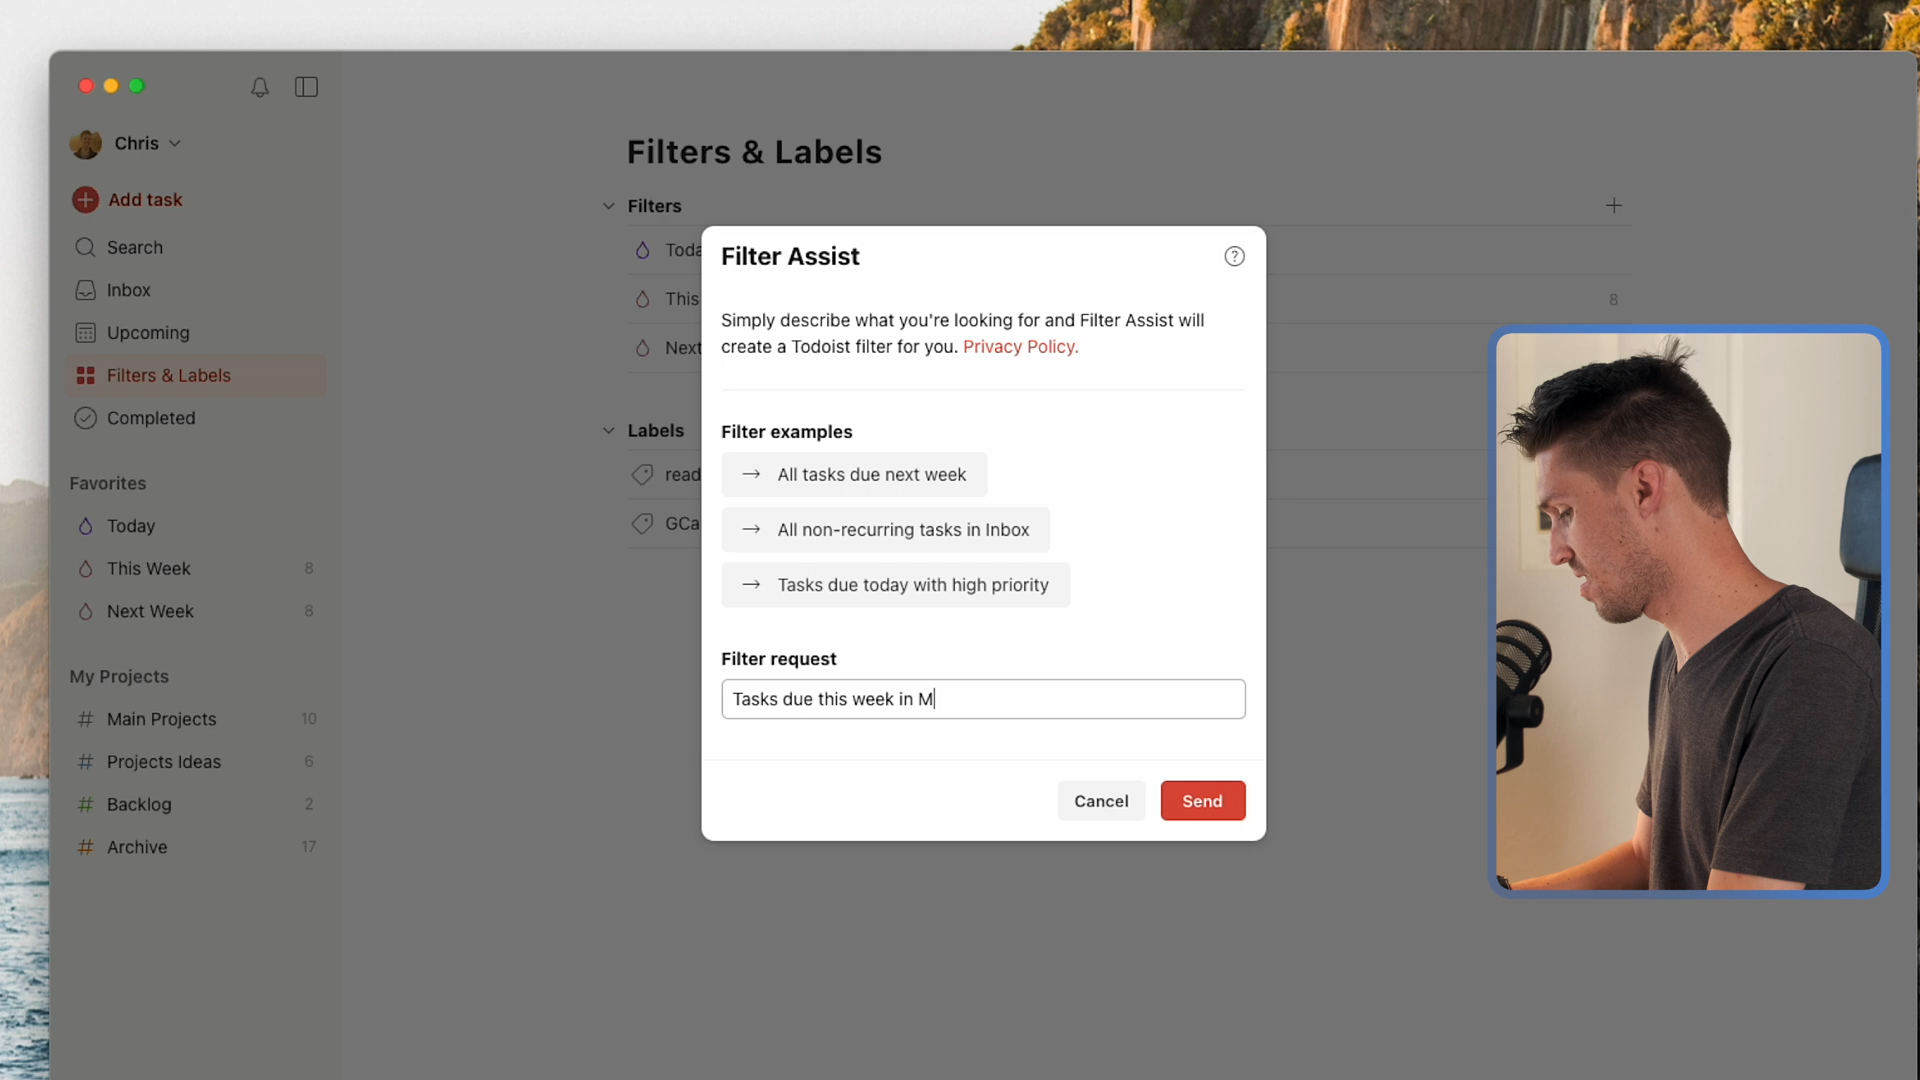 Chris
Add task
Search
Inbox
Upcoming
Filters & Labels
Completed
Favorites
Today
This Week 8
Next Week 8
My Projects
Main Projects 10
Projects Ideas 6
Backlog 2
Archive 17
Filters & Labels
Filters
Toda
This 8
Next
Labels
read
GCa
Filter Assist
Simply describe what you're looking for and Filter Assist will
create a Todoist filter for you. Privacy Policy.
Filter examples
→ All tasks due next week
→ All non-recurring tasks in Inbox
→ Tasks due today with high priority
Filter request
Tasks due this week in M
Cancel Send